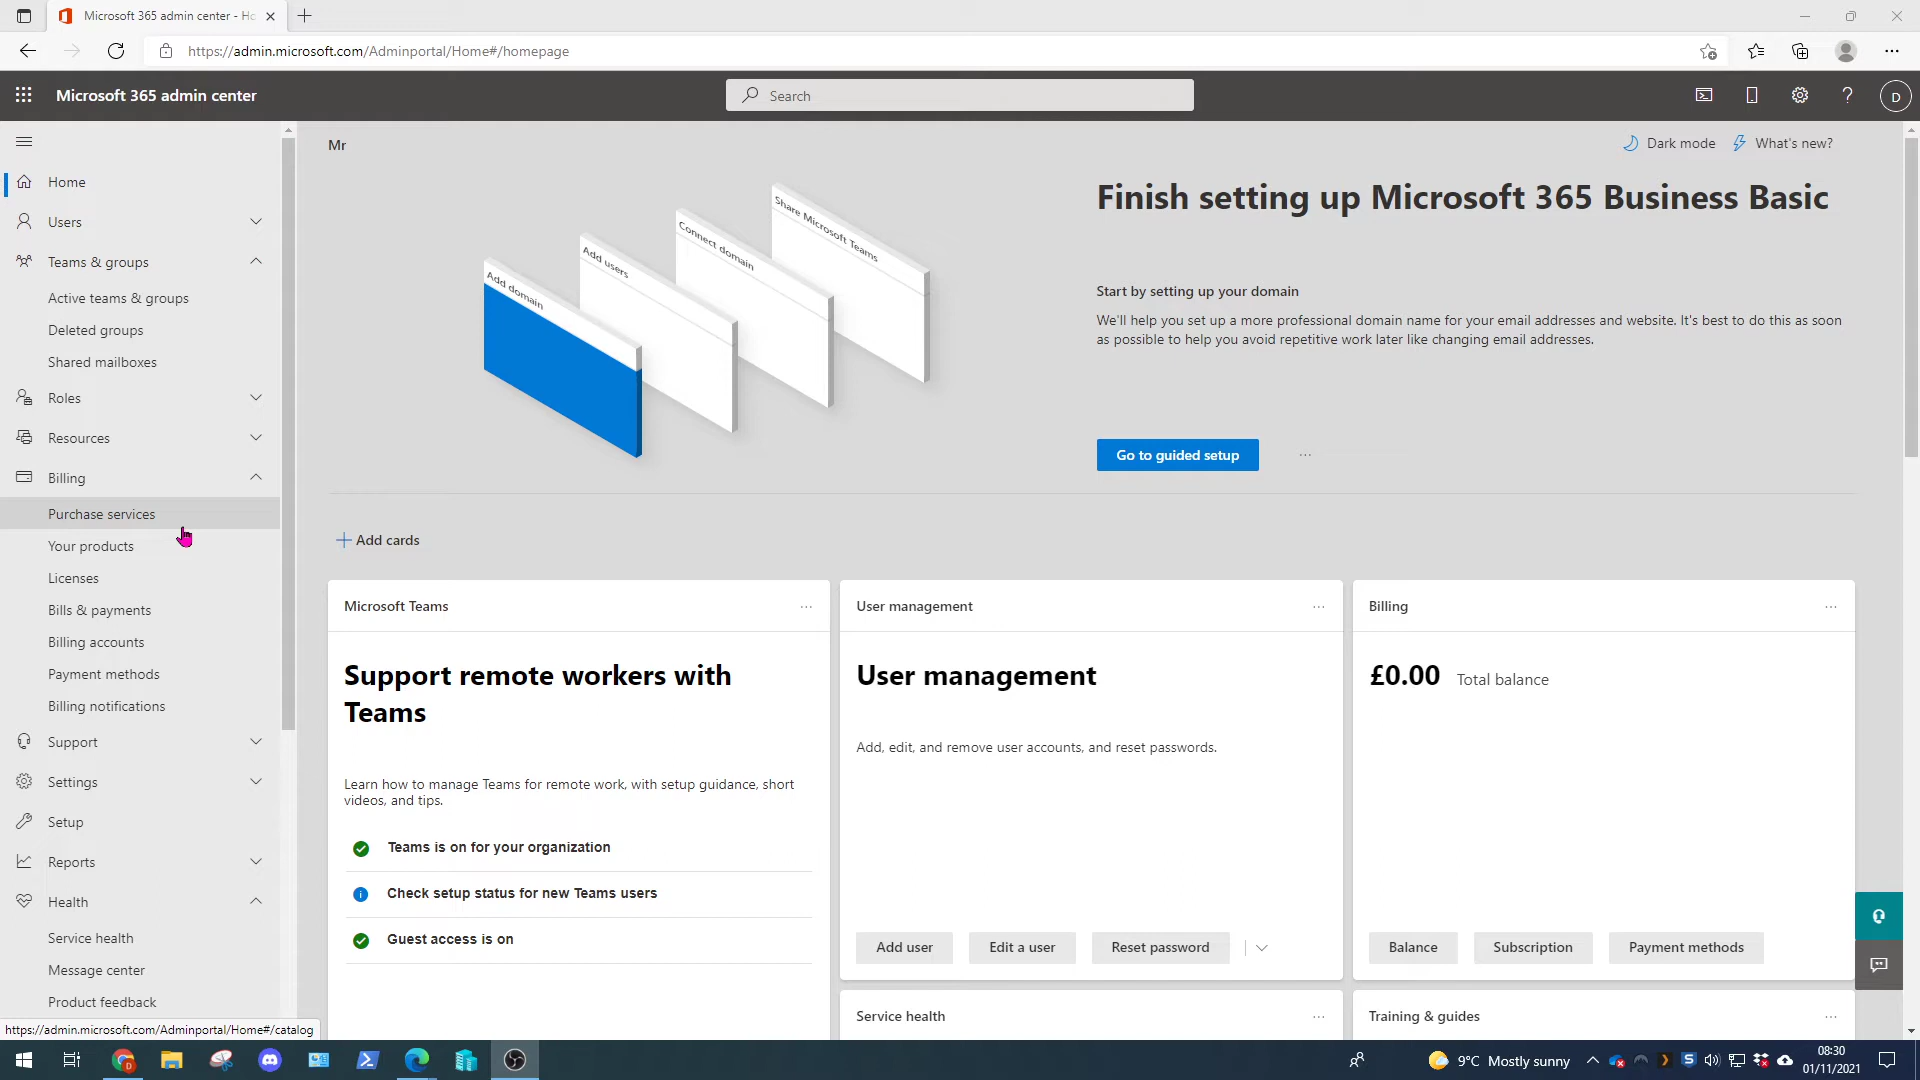 Microsoft 365 admin center - Ho
https://admin.microsoft.com/Adminportal/Home#/homepage
Microsoft 365 admin center
Search
D
Mr
Dark mode
What's new?
Home
Users
Teams & groups
Active teams & groups
Deleted groups
Shared mailboxes
Roles
Resources
Billing
Purchase services
Your products
Licenses
Bills & payments
Billing accounts
Payment methods
Billing notifications
Support
Settings
Setup
Reports
Health
Service health
Message center
Product feedback
https://admin.microsoft.com/Adminportal/Home#/catalog
Add domain
Add users
Connect domain
Share Microsoft Teams
Finish setting up Microsoft 365 Business Basic
Start by setting up your domain
We'll help you set up a more professional domain name for your email addresses and website. It's best to do this as soon
as possible to help you avoid repetitive work later like changing email addresses.
Go to guided setup
Add cards
Microsoft Teams
Support remote workers with
Teams
Learn how to manage Teams for remote work, with setup guidance, short
videos, and tips.
Teams is on for your organization
Check setup status for new Teams users
Guest access is on
User management
User management
Add, edit, and remove user accounts, and reset passwords.
Add user
Edit a user
Reset password
Billing
£0.00 Total balance
Balance
Subscription
Payment methods
Service health
Training & guides
9°C Mostly sunny
08:30
01/11/2021